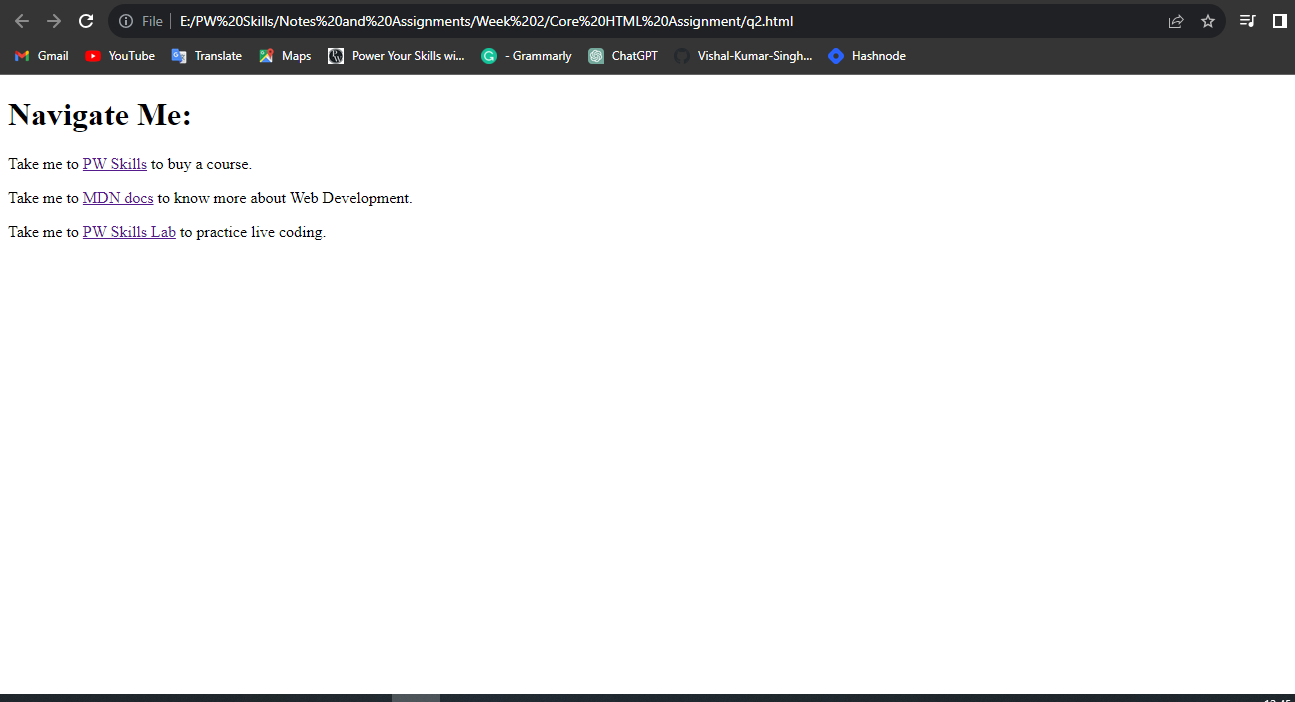 File E:/PW%20Skills/Notes%20and%20Assignments/Week%202/Core%20HTML%20Assignment/q2.html
Gmail YouTube Translate Maps Power Your Skills wi... - Grammarly ChatGPT Vishal-Kumar-Singh... Hashnode
Navigate Me:
Take me to PW Skills to buy a course.
Take me to MDN docs to know more about Web Development.
Take me to PW Skills Lab to practice live coding.